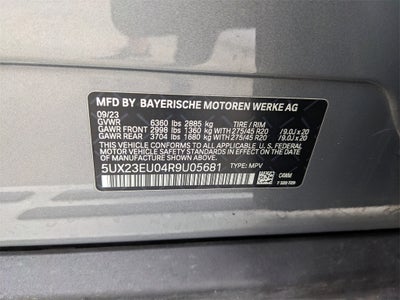 MFD BY BAYERISCHE MOTOREN WERKE AG
09/23
GVWR 6360 lbs 2885 kg TIRE / RIM
GAWR FRONT 2998 lbs 1360 kg 275/45 R20 /9.0J x 20
GAWR REAR 3704 lbs 1680 kg 275/45 R20 /9.0J x 20
THIS VEHICLE CONFORMS TO ALL APPLICABLE U.S. FEDERAL
MOTOR VEHICLE SAFETY STANDARDS IN EFFECT
ON THE DATE OF MANUFACTURE SHOWN ABOVE.
5UX23EU04R9U05681 TYPE: MPV